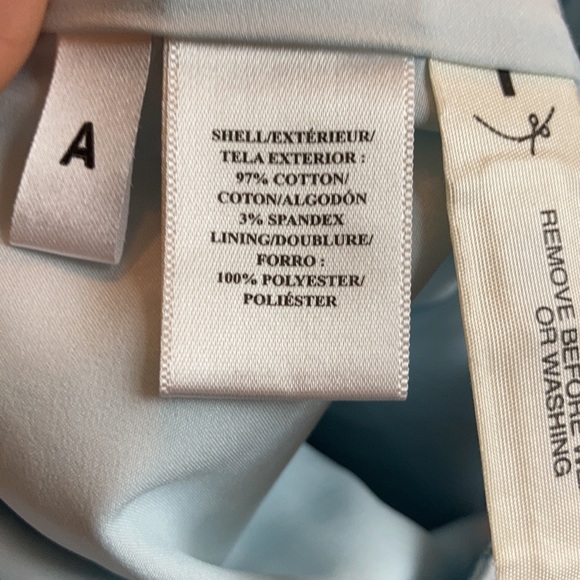 A
SHELL/EXTÉRIEUR/
TELA EXTERIOR :
97% COTTON/
COTON/ALGODÓN
3% SPANDEX
LINING/DOUBLURE/
FORRO :
100% POLYESTER/
POLIÉSTER
REMOVE BEFORE
OR WASHING